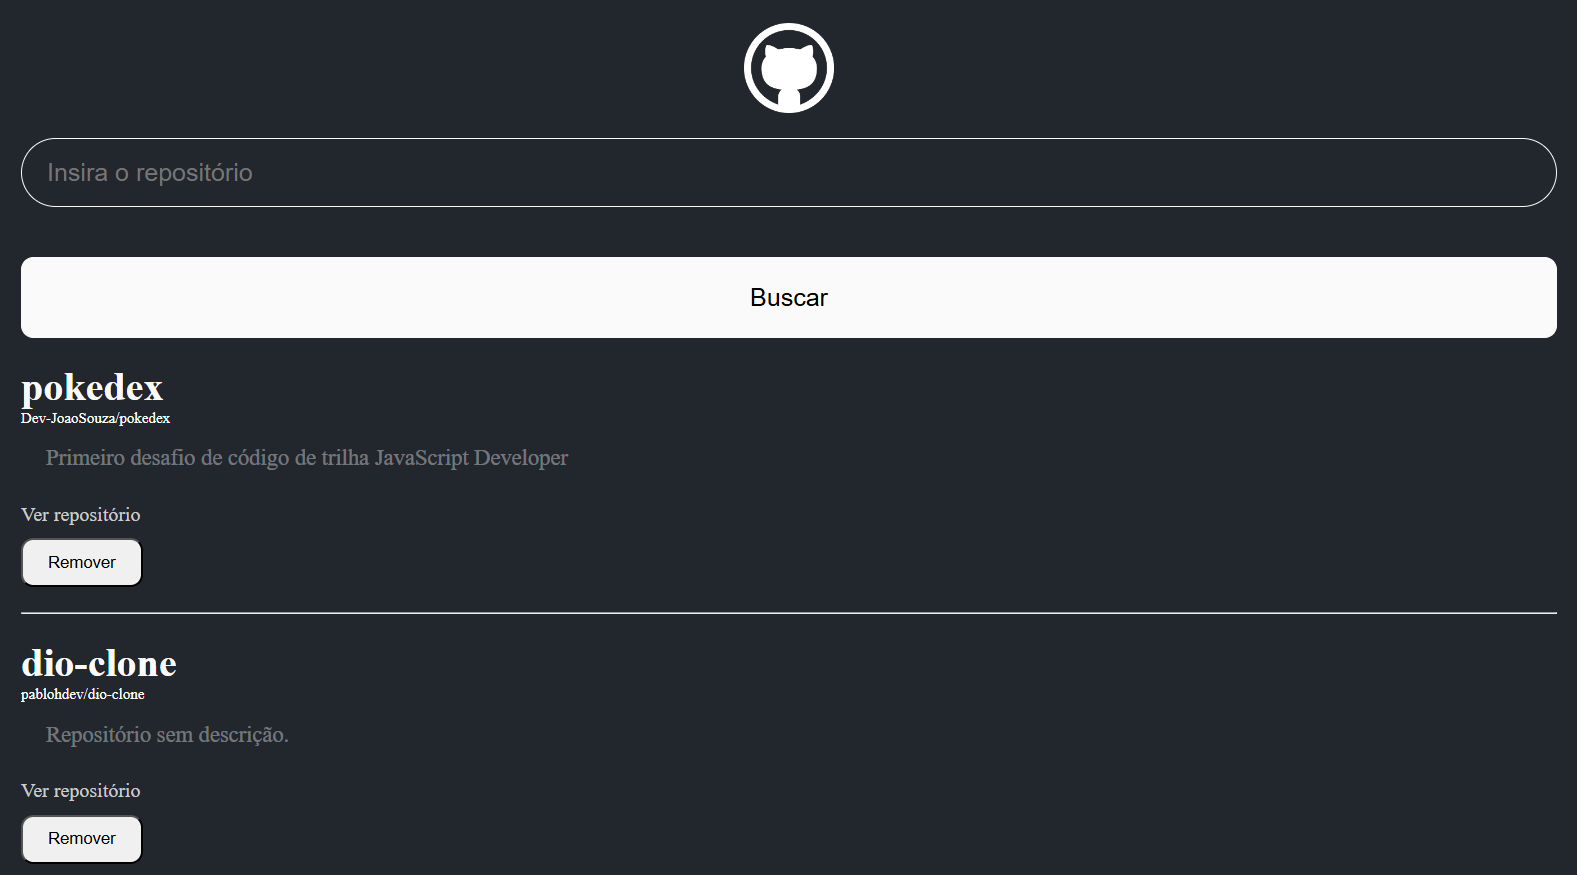 Insira o repositório
Buscar
pokedex
Dev-JoaoSouza/pokedex
Primeiro desafio de código de trilha JavaScript Developer
Ver repositório
Remover
dio-clone
pablohdev/dio-clone
Repositório sem descrição.
Ver repositório
Remover